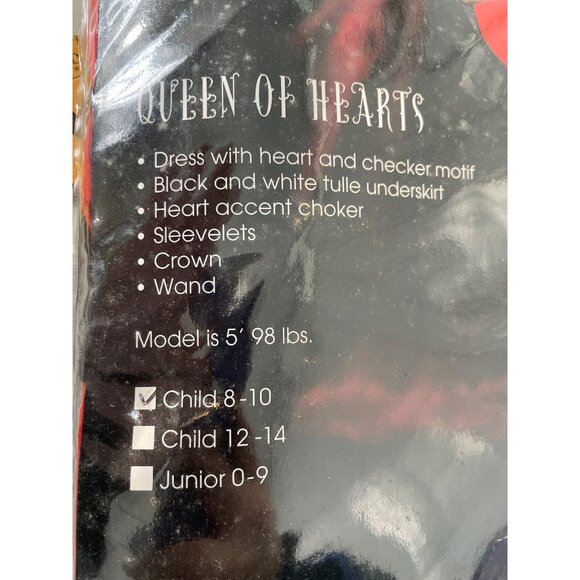 QUEEN OF HEARTS
• Dress with heart and checker motif
• Black and white tulle underskirt
• Heart accent choker
• Sleevelets
• Crown
• Wand
Model is 5' 98 lbs.
Child 8-10
Child 12-14
Junior 0-9